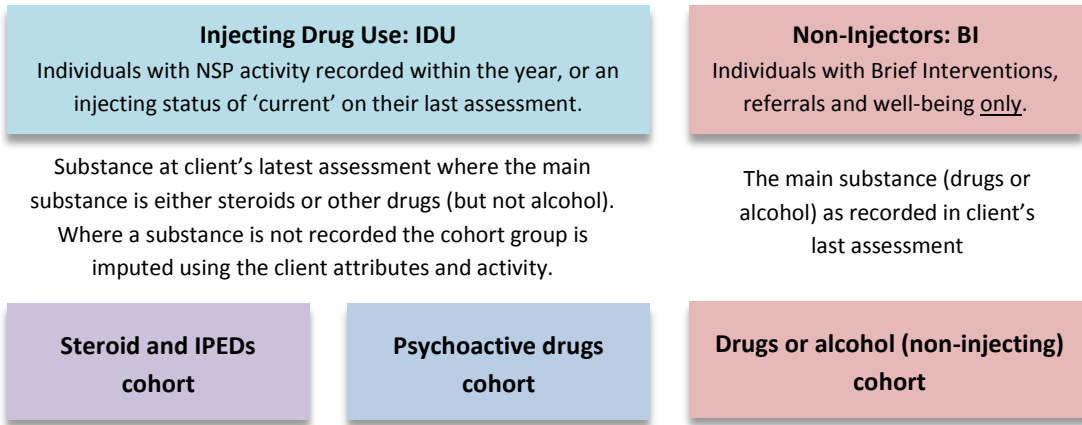 Injecting Drug Use: IDU
Individuals with NSP activity recorded within the year, or an
injecting status of ‘current’ on their last assessment.
Non-Injectors: BI
Individuals with Brief Interventions,
referrals and well-being only.
Substance at client’s latest assessment where the main
substance is either steroids or other drugs (but not alcohol).
Where a substance is not recorded the cohort group is
imputed using the client attributes and activity.
The main substance (drugs or
alcohol) as recorded in client’s
last assessment
Steroid and IPEDs
cohort
Psychoactive drugs
cohort
Drugs or alcohol (non-injecting)
cohort